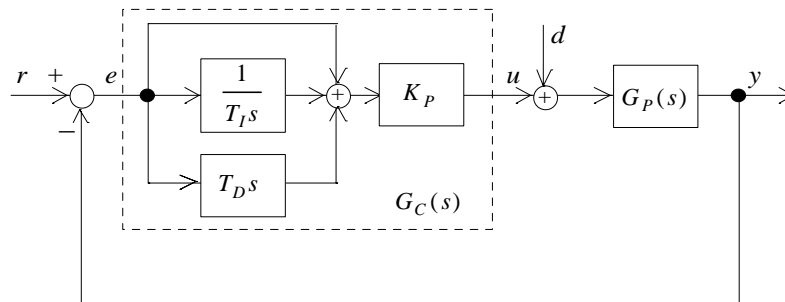 d
r + e 1 / T_I s + K_P u + G_P(s) y
−
T_D s
G_C(s)